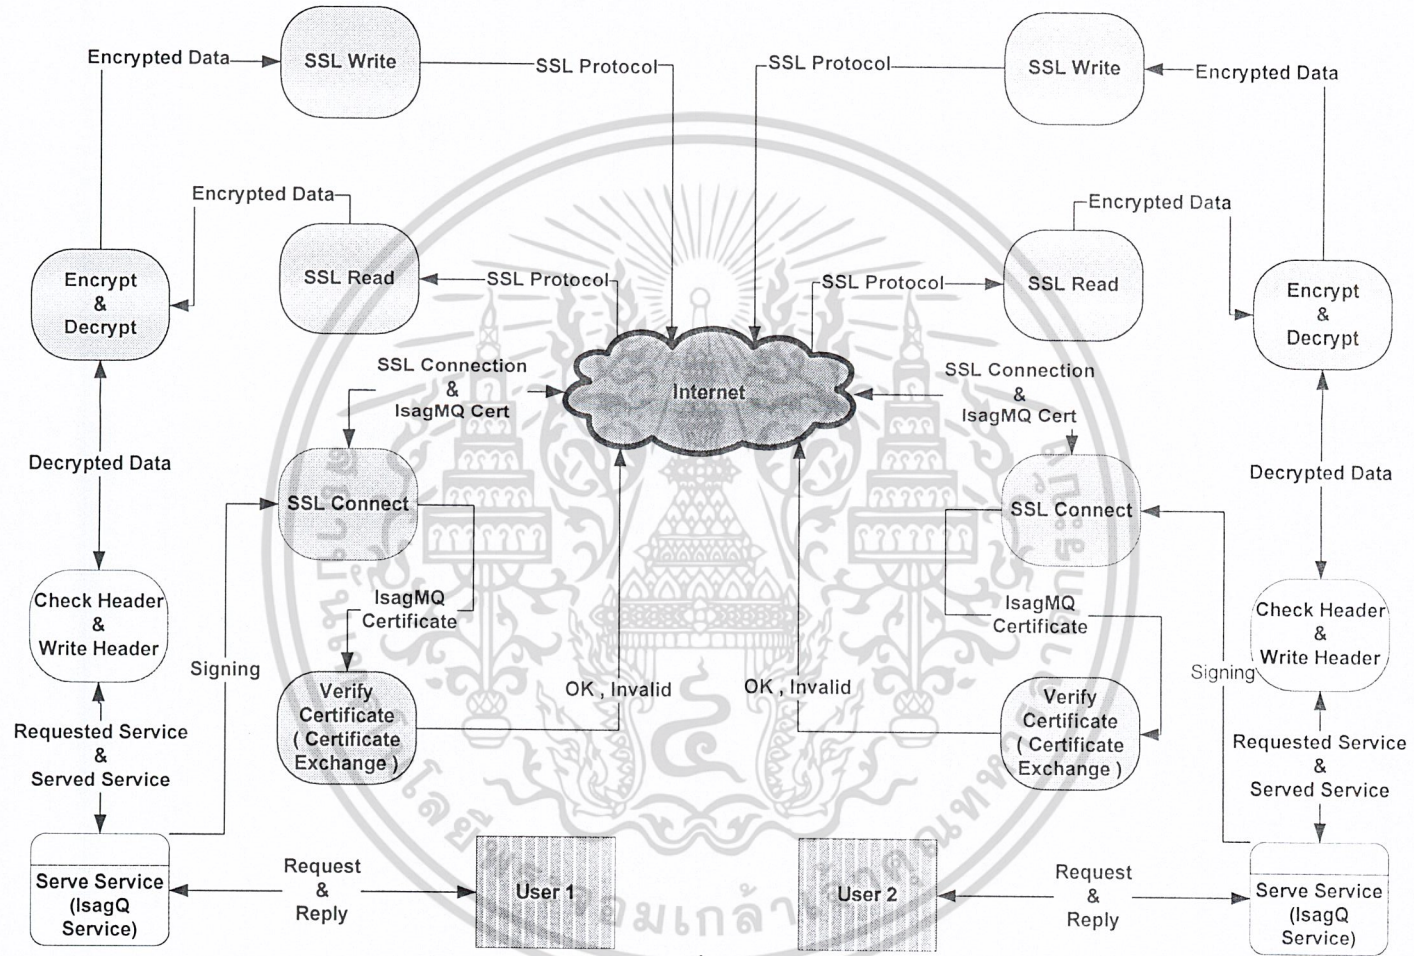 Encrypted Data
SSL Write
SSL Protocol
SSL Protocol
SSL Write
Encrypted Data
Encrypted Data
SSL Read
SSL Protocol
Encrypted Data
SSL Protocol
SSL Read
Encrypt
&
Decrypt
Encrypt
&
Decrypt
SSL Connection
&
IsagMQ Cert
Internet
SSL Connection
&
IsagMQ Cert
Decrypted Data
SSL Connect
SSL Connect
Decrypted Data
Check Header
&
Write Header
IsagMQ
Certificate
IsagMQ
Certificate
Check Header
&
Write Header
Signing
Verify
Certificate
( Certificate
Exchange )
OK , Invalid
OK , Invalid
Verify
Certificate
( Certificate
Exchange )
Signing
Requested Service
&
Served Service
Requested Service
&
Served Service
Serve Service
(IsagQ
Service)
Request
&
Reply
User 1
User 2
Request
&
Reply
Serve Service
(IsagQ
Service)